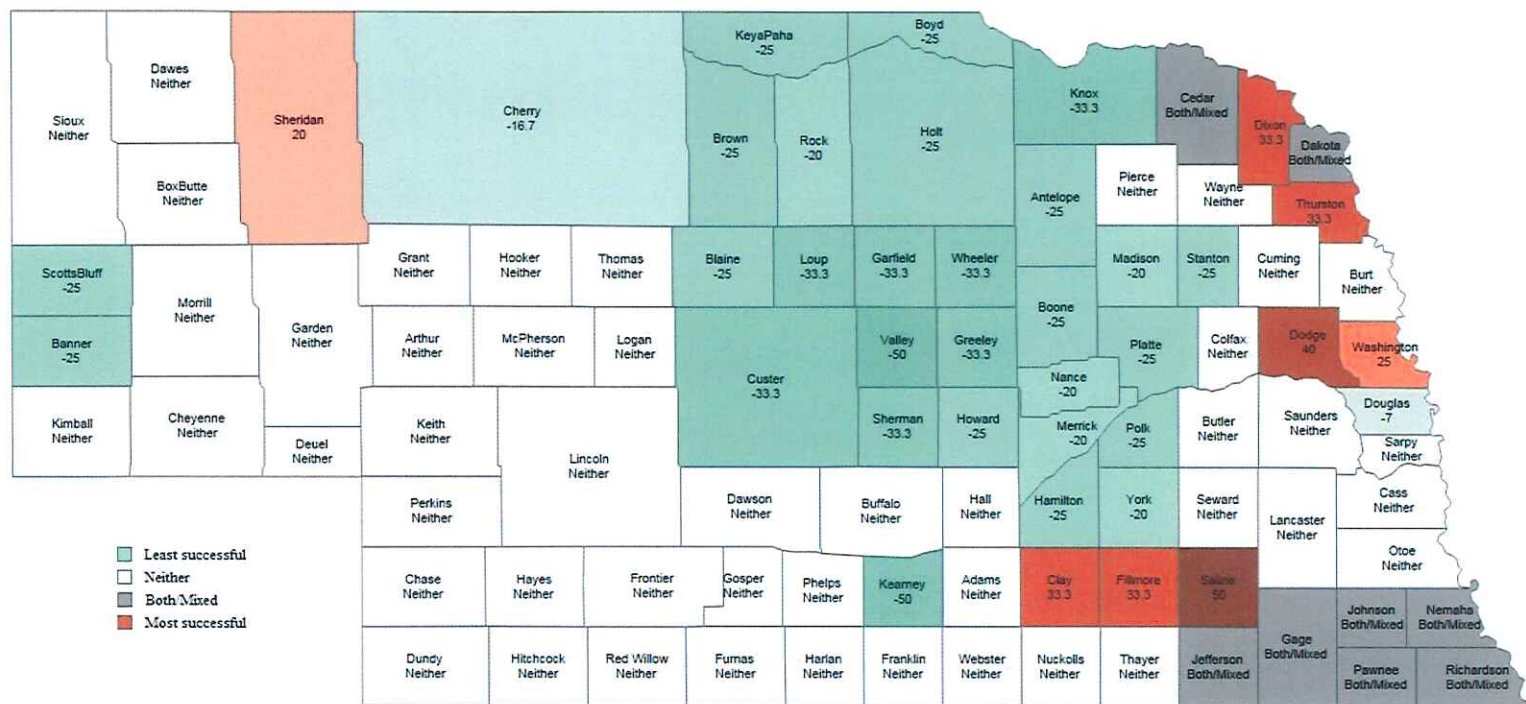 Boyd
-25
KeyaPaha
-25
Dawes
Neither
Sioux
Neither
Sheridan
20
Cherry
-16.7
Knox
-33.3
Cedar
Both/Mixed
Dixon
33.3
Brown
-25
Rock
-20
Holt
-25
Dakota
Both/Mixed
BoxButte
Neither
Antelope
-25
Pierce
Neither
Wayne
Neither
Thurston
33.3
ScottsBluff
-25
Grant
Neither
Hooker
Neither
Thomas
Neither
Blaine
-25
Loup
-33.3
Garfield
-33.3
Wheeler
-33.3
Madison
-20
Stanton
-25
Cuming
Neither
Burt
Neither
Morrill
Neither
Garden
Neither
Boone
-25
Banner
-25
Arthur
Neither
McPherson
Neither
Logan
Neither
Valley
-50
Greeley
-33.3
Platte
-25
Colfax
Neither
Dodge
40
Washington
25
Custer
-33.3
Nance
-20
Kimball
Neither
Cheyenne
Neither
Deuel
Neither
Keith
Neither
Lincoln
Neither
Sherman
-33.3
Howard
-25
Merrick
-20
Polk
-25
Butler
Neither
Saunders
Neither
Douglas
-7
Sarpy
Neither
Perkins
Neither
Dawson
Neither
Buffalo
Neither
Hall
Neither
Hamilton
-25
York
-20
Seward
Neither
Lancaster
Neither
Cass
Neither
Otoe
Neither
Least successful
Neither
Both/Mixed
Most successful
Chase
Neither
Hayes
Neither
Frontier
Neither
Gosper
Neither
Phelps
Neither
Kearney
-50
Adams
Neither
Clay
33.3
Fillmore
33.3
Saline
50
Gage
Both/Mixed
Johnson
Both/Mixed
Nemaha
Both/Mixed
Dundy
Neither
Hitchcock
Neither
Red Willow
Neither
Furnas
Neither
Harlan
Neither
Franklin
Neither
Webster
Neither
Nuckolls
Neither
Thayer
Neither
Jefferson
Both/Mixed
Pawnee
Both/Mixed
Richardson
Both/Mixed